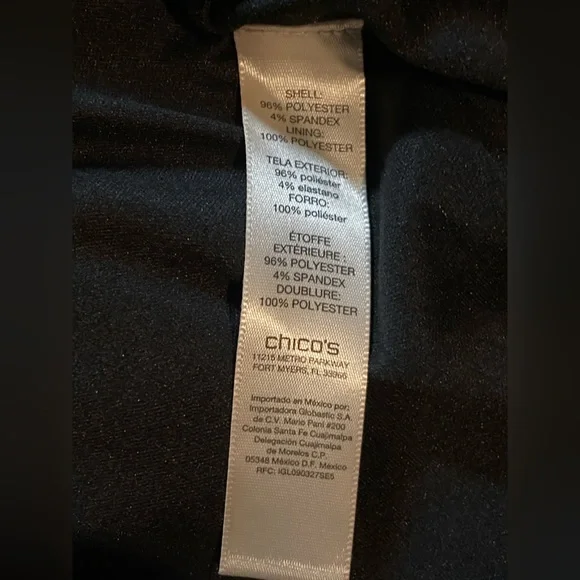 SHELL:
96% POLYESTER
4% SPANDEX
LINING:
100% POLYESTER
TELA EXTERIOR:
96% poliéster
4% elastano
FORRO:
100% poliéster
ÉTOFFE
EXTÉRIEURE :
96% POLYESTER
4% SPANDEX
DOUBLURE:
100% POLYESTER
chico's
11215 METRO PARKWAY
FORT MYERS, FL 33966
Importado en México por:
Importadora Globastic S.A
de C.V. Mario Pani #200
Colonia Santa Fe Cuajimalpa
Delegación Cuajimalpa
de Morelos C.P.
05348 México D.F. México
RFC: IGL090327SE5